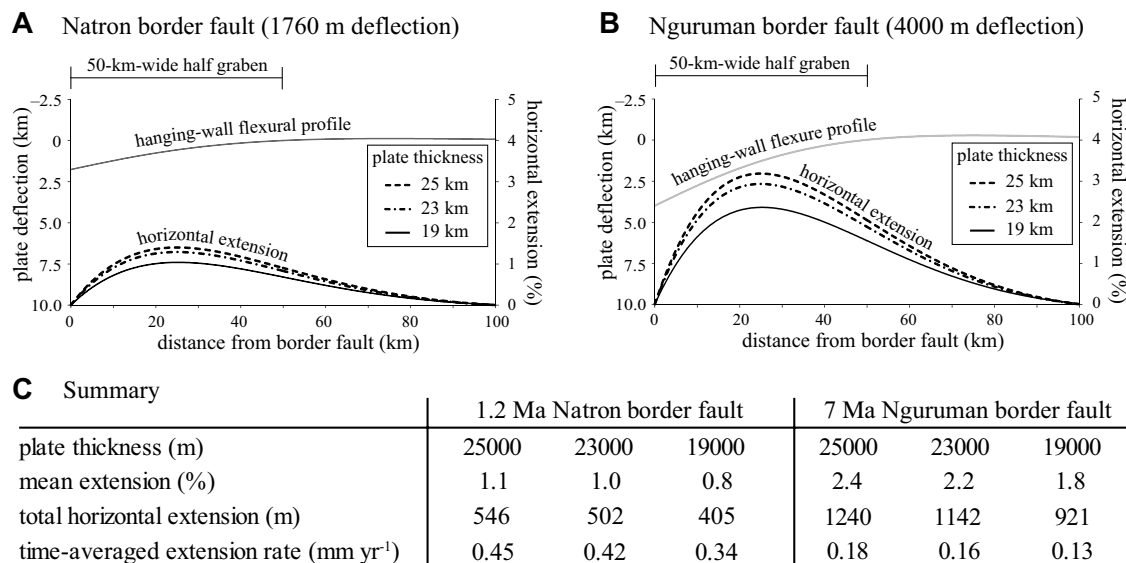 A Natron border fault (1760 m deflection)
50-km-wide half graben
−2.5
0
2.5
5.0
7.5
10.0
plate deflection (km)
hanging-wall flexural profile
plate thickness
25 km
23 km
19 km
horizontal extension
5
4
3
2
1
0
horizontal extension (%)
0 20 40 60 80 100
distance from border fault (km)
B Nguruman border fault (4000 m deflection)
50-km-wide half graben
−2.5
0
2.5
5.0
7.5
10.0
plate deflection (km)
hanging-wall flexure profile
plate thickness
25 km
23 km
19 km
horizontal extension
5
4
3
2
1
0
horizontal extension (%)
0 20 40 60 80 100
distance from border fault (km)
C Summary
1.2 Ma Natron border fault 7 Ma Nguruman border fault
plate thickness (m) 25000 23000 19000 25000 23000 19000
mean extension (%) 1.1 1.0 0.8 2.4 2.2 1.8
total horizontal extension (m) 546 502 405 1240 1142 921
time-averaged extension rate (mm yr⁻¹) 0.45 0.42 0.34 0.18 0.16 0.13